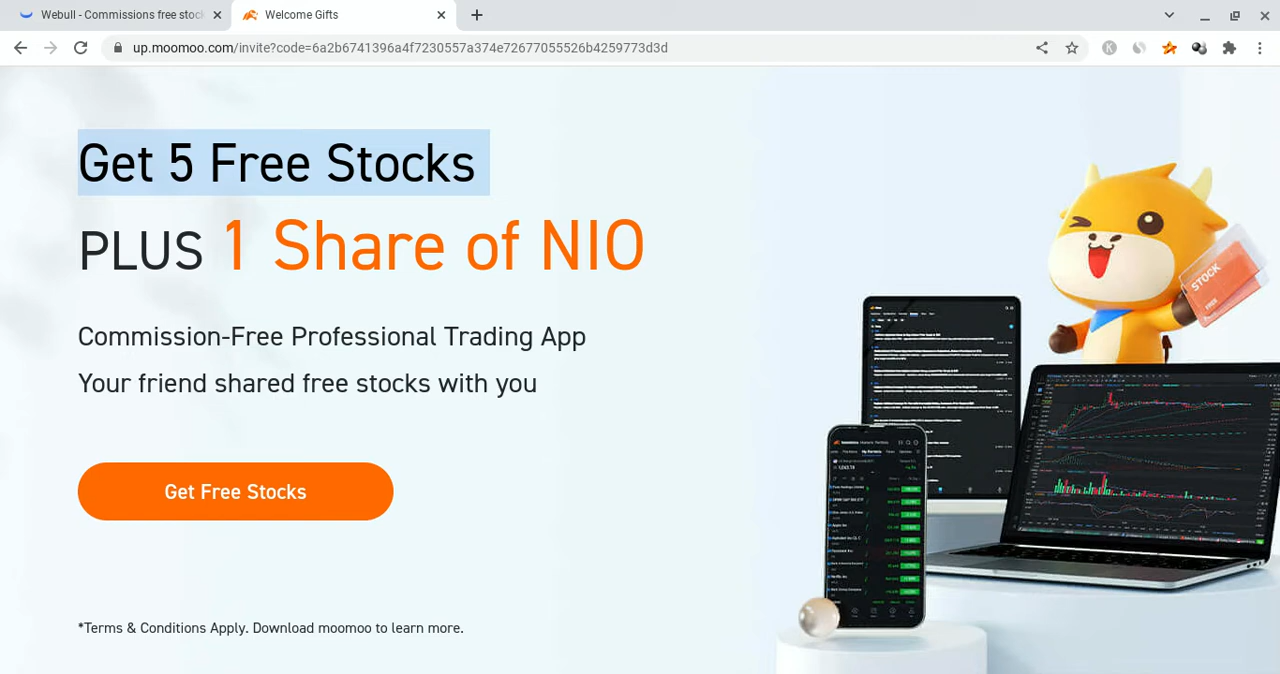 Webull - Commissions free stoc
Welcome Gifts
up.moomoo.com/invite?code=6a2b6741396a4f7230557a374e72677055526b4259773d3d
Get 5 Free Stocks
PLUS 1 Share of NIO
Commission-Free Professional Trading App
Your friend shared free stocks with you
Get Free Stocks
*Terms & Conditions Apply. Download moomoo to learn more.
STOCK
FREE